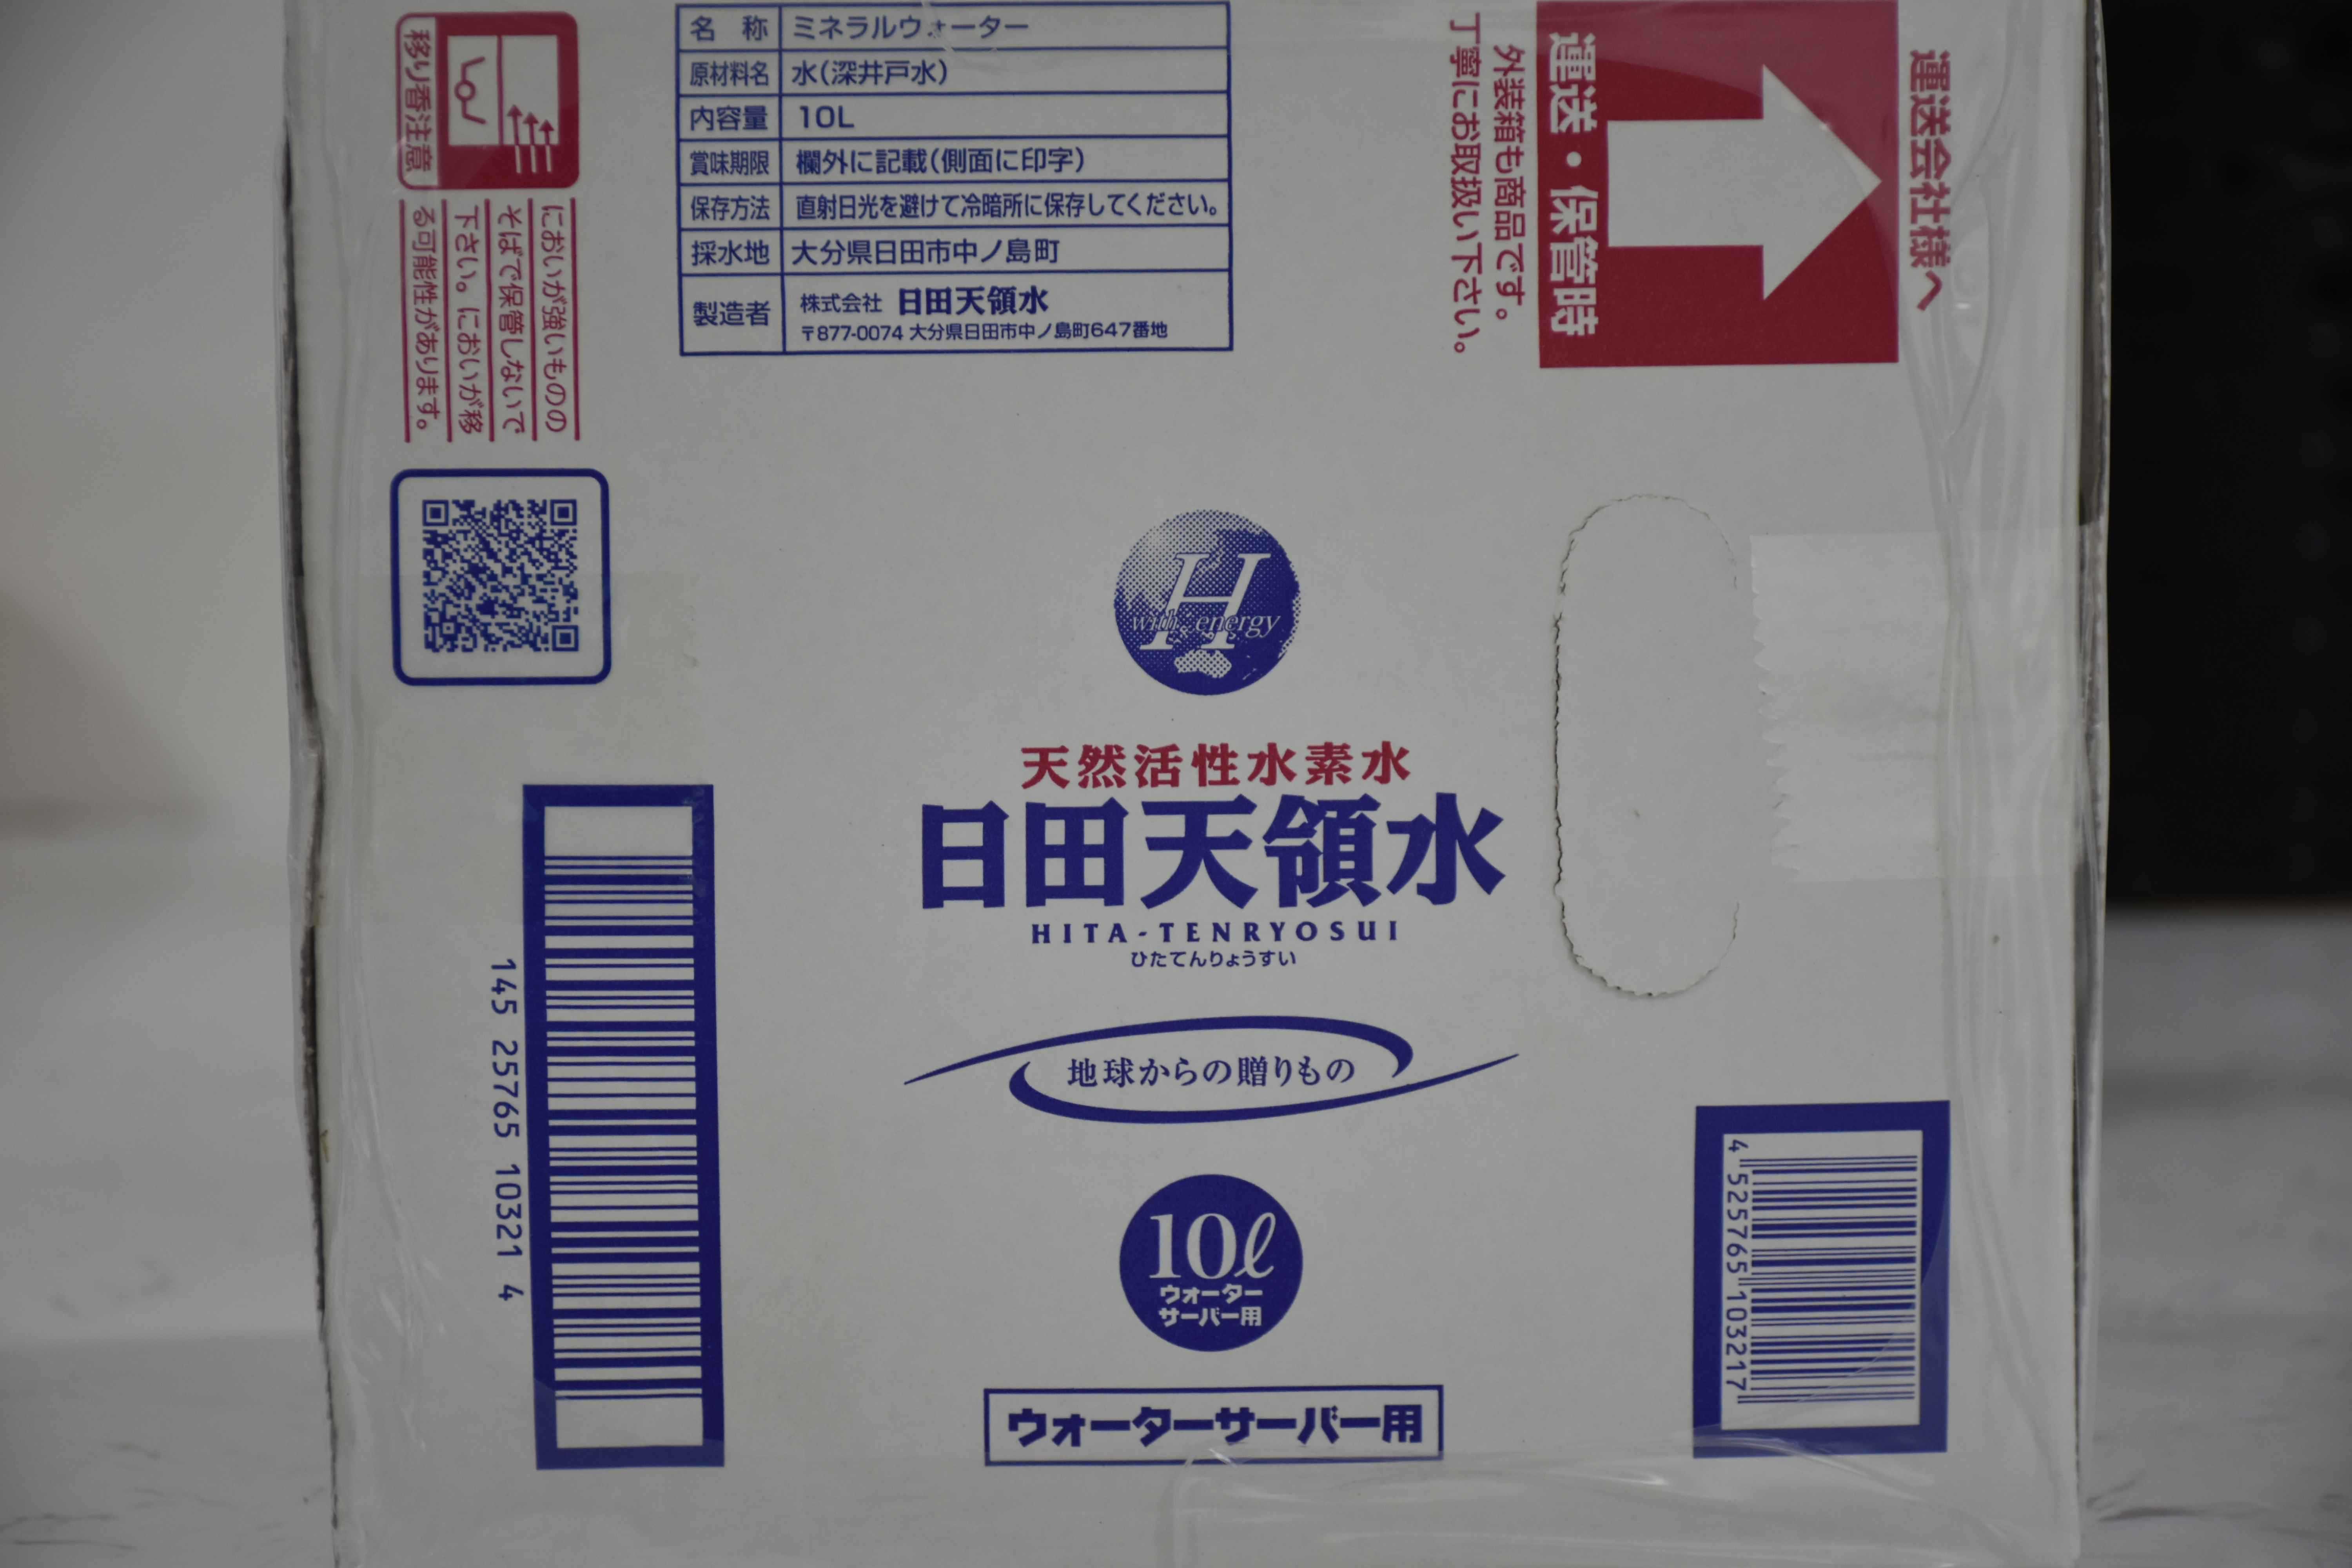 名 称 ミネラルウォーター
原材料名 水(深井戸水)
内容量 10L
賞味期限 欄外に記載(側面に印字)
保存方法 直射日光を避けて冷暗所に保存してください。
採水地 大分県日田市中ノ島町
製造者 株式会社 日田天領水
〒877-0074 大分県日田市中ノ島町647番地
移り香注意
においが強いものの
そばで保管しないで
下さい。においが移
る可能性があります。
運送会社様へ
運送・保管時
外装箱も商品です。
丁寧にお取扱い下さい。
H
with energy
天然活性水素水
日田天領水
HITA-TENRYOSUI
ひたてんりょうすい
地球からの贈りもの
10ℓ
ウォーター
サーバー用
ウォーターサーバー用
145 25765 10321 4
4 525765 103217